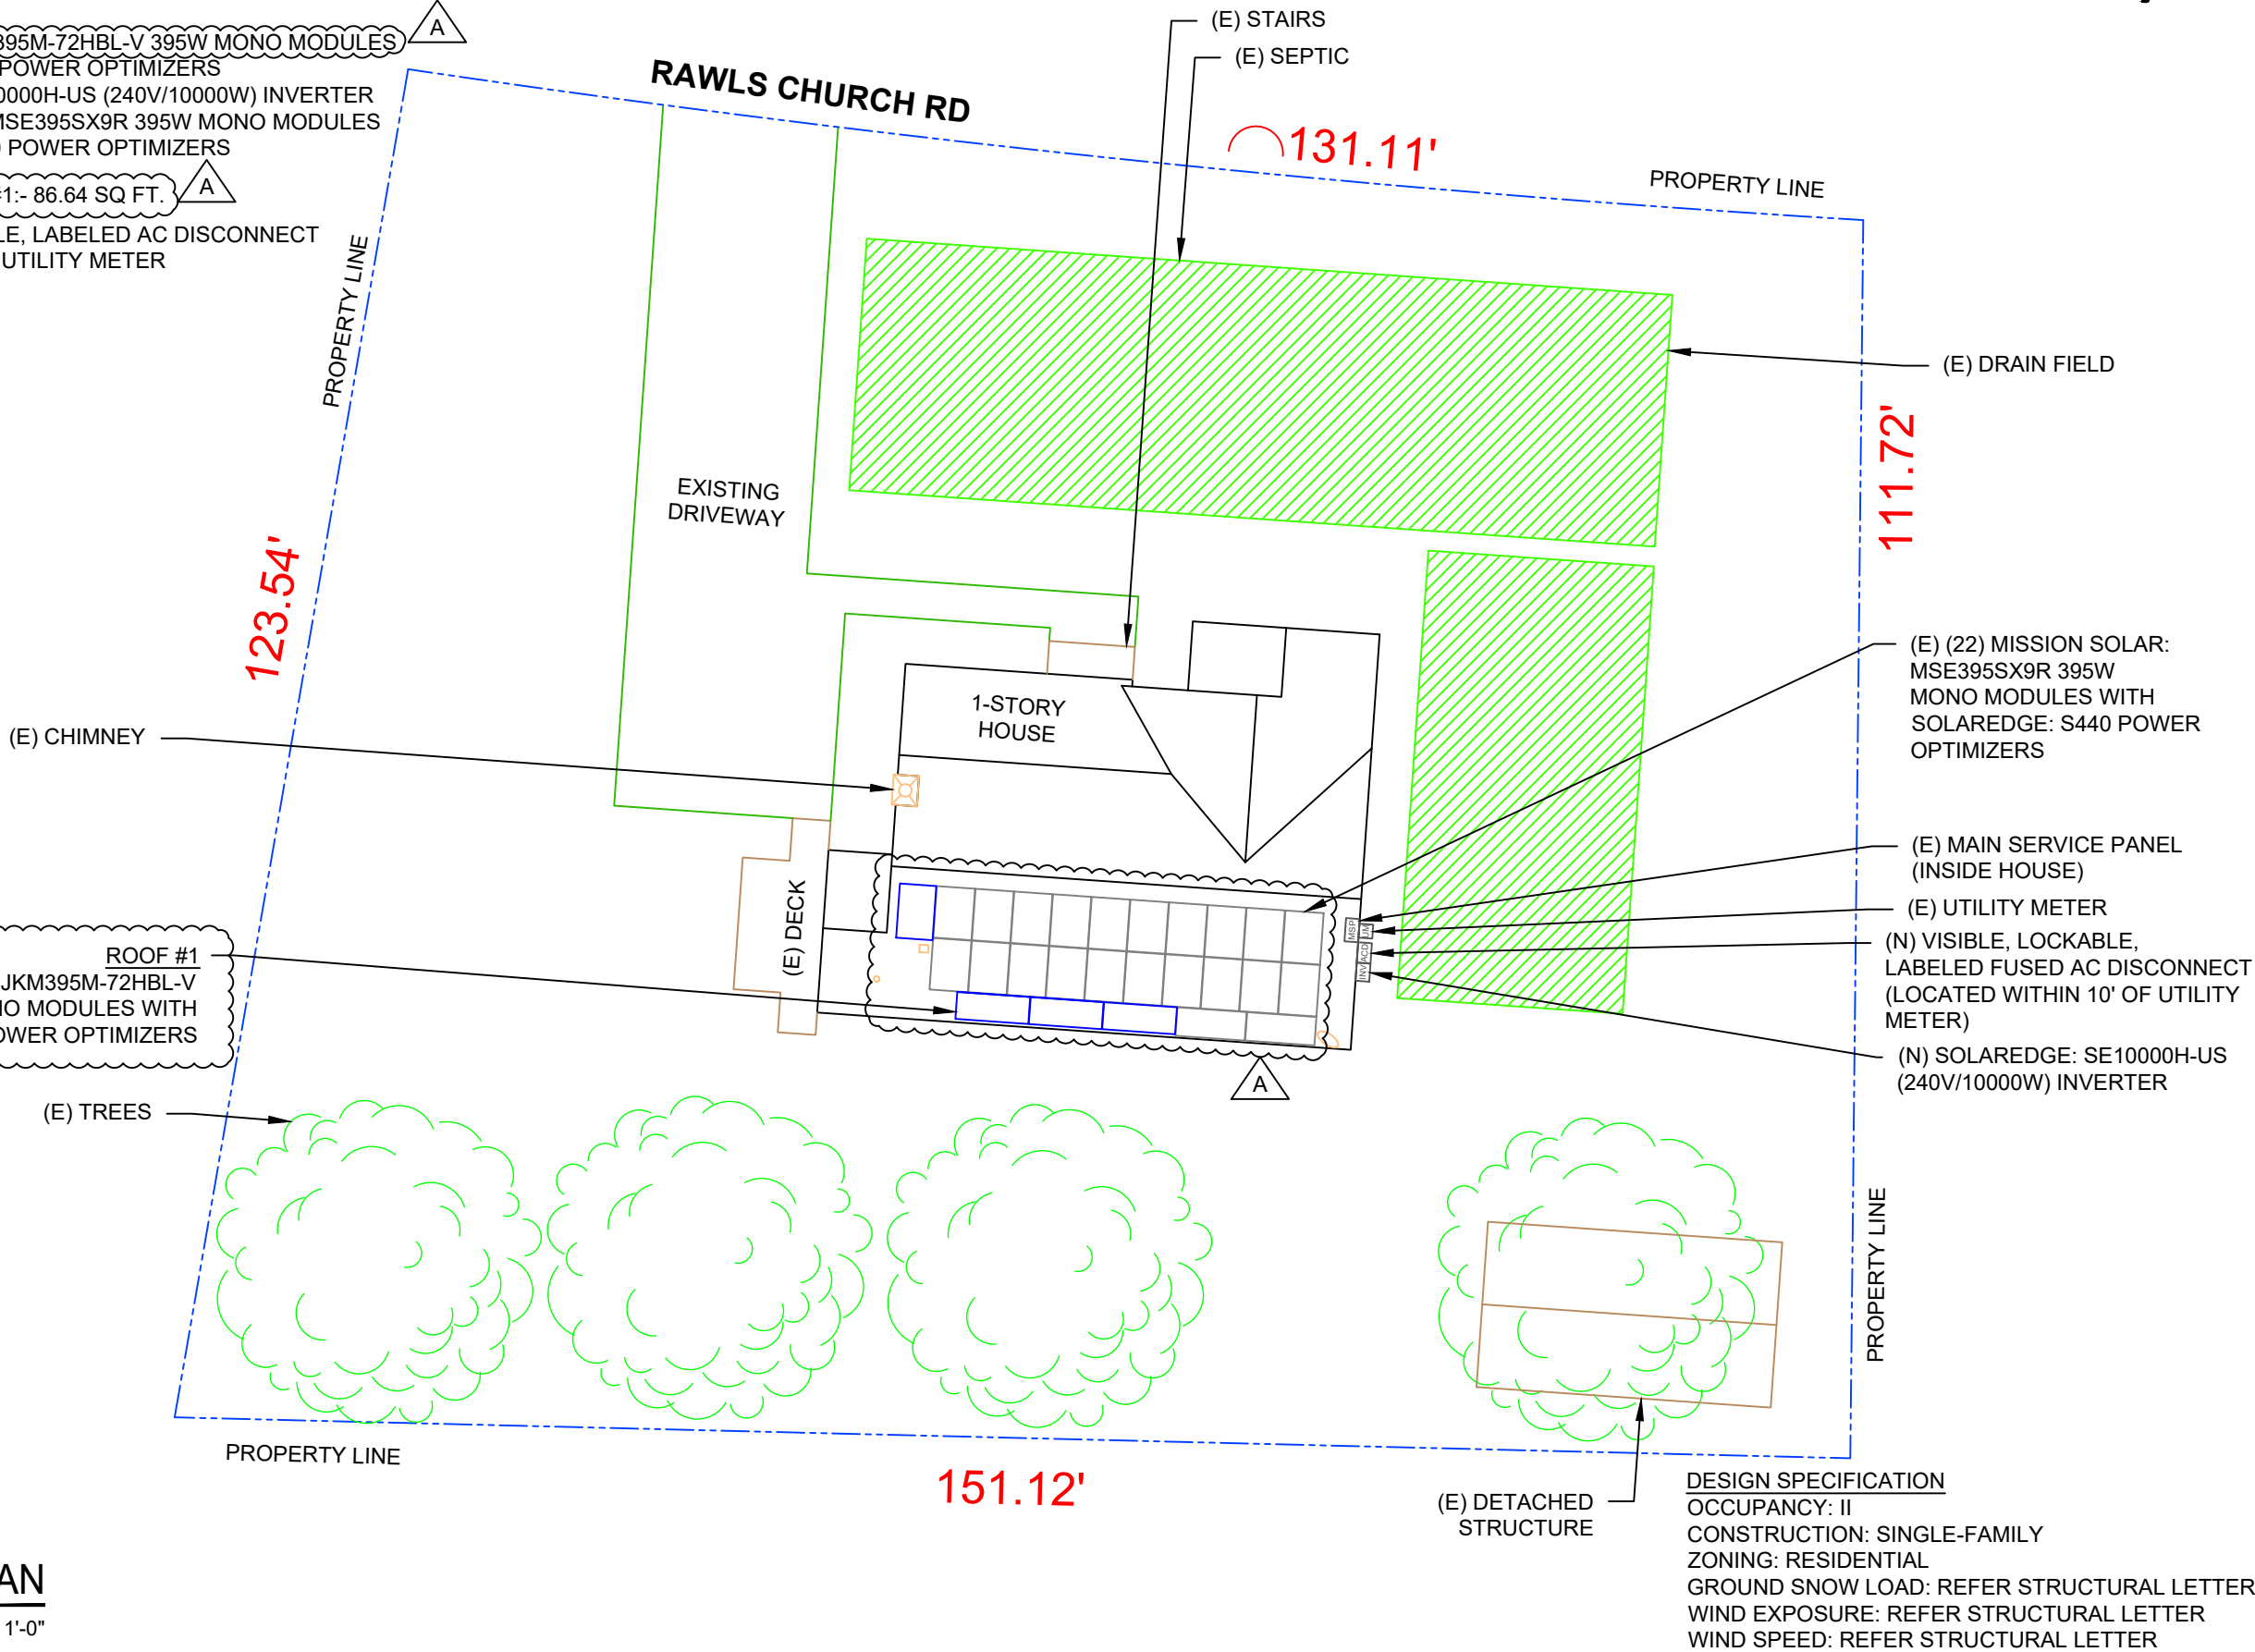 395M-72HBL-V 395W MONO MODULES
A
POWER OPTIMIZERS
0000H-US (240V/10000W) INVERTER
MSE395SX9R 395W MONO MODULES
POWER OPTIMIZERS
#1:- 86.64 SQ FT.
A
LE, LABELED AC DISCONNECT
UTILITY METER
(E) STAIRS
(E) SEPTIC
RAWLS CHURCH RD
131.11'
PROPERTY LINE
PROPERTY LINE
(E) DRAIN FIELD
111.72'
EXISTING
DRIVEWAY
123.54'
(E) (22) MISSION SOLAR:
MSE395SX9R 395W
MONO MODULES WITH
SOLAREDGE: S440 POWER
OPTIMIZERS
1-STORY
HOUSE
(E) CHIMNEY
(E) MAIN SERVICE PANEL
(INSIDE HOUSE)
(E) UTILITY METER
(E) DECK
MSP
UM
ACD
INV
(N) VISIBLE, LOCKABLE,
LABELED FUSED AC DISCONNECT
(LOCATED WITHIN 10' OF UTILITY
METER)
ROOF #1
JKM395M-72HBL-V
NO MODULES WITH
OWER OPTIMIZERS
(N) SOLAREDGE: SE10000H-US
(240V/10000W) INVERTER
A
(E) TREES
PROPERTY LINE
PROPERTY LINE
151.12'
(E) DETACHED
STRUCTURE
DESIGN SPECIFICATION
OCCUPANCY: II
CONSTRUCTION: SINGLE-FAMILY
ZONING: RESIDENTIAL
GROUND SNOW LOAD: REFER STRUCTURAL LETTER
WIND EXPOSURE: REFER STRUCTURAL LETTER
WIND SPEED: REFER STRUCTURAL LETTER
AN
1'-0"